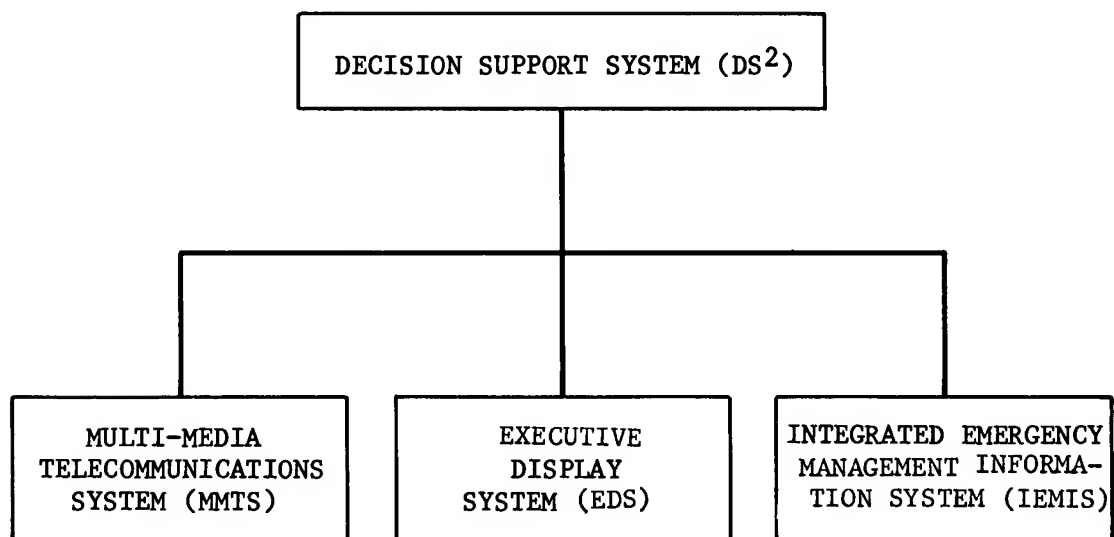 DECISION SUPPORT SYSTEM (DS²)
MULTI-MEDIA
TELECOMMUNICATIONS
SYSTEM (MMTS)
EXECUTIVE
DISPLAY
SYSTEM (EDS)
INTEGRATED EMERGENCY
MANAGEMENT INFORMA-
TION SYSTEM (IEMIS)